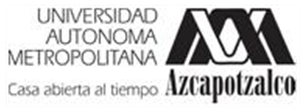 UNIVERSIDAD
AUTONOMA
METROPOLITANA
Casa abierta al tiempo Azcapotzalco